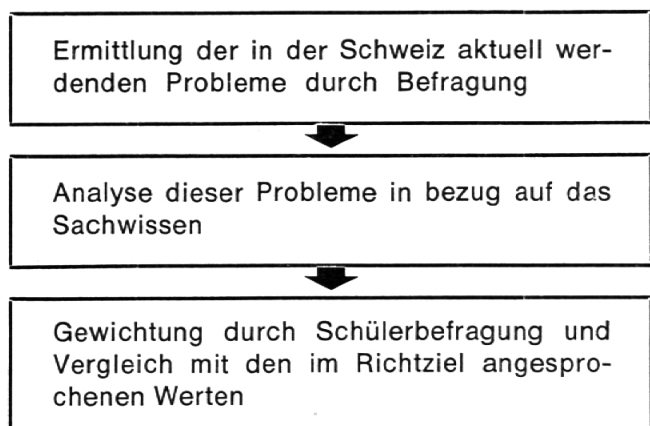 Ermittlung der in der Schweiz aktuell wer-
denden Probleme durch Befragung
Analyse dieser Probleme in bezug auf das
Sachwissen
Gewichtung durch Schülerbefragung und
Vergleich mit den im Richtziel angespro-
chenen Werten